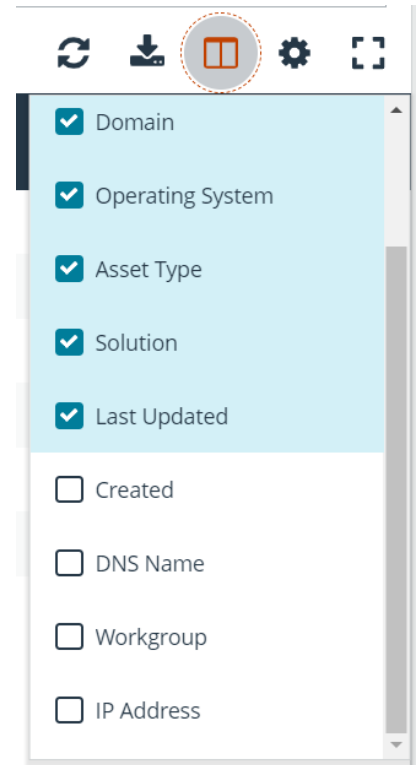 Domain
Operating System
Asset Type
Solution
Last Updated
Created
DNS Name
Workgroup
IP Address